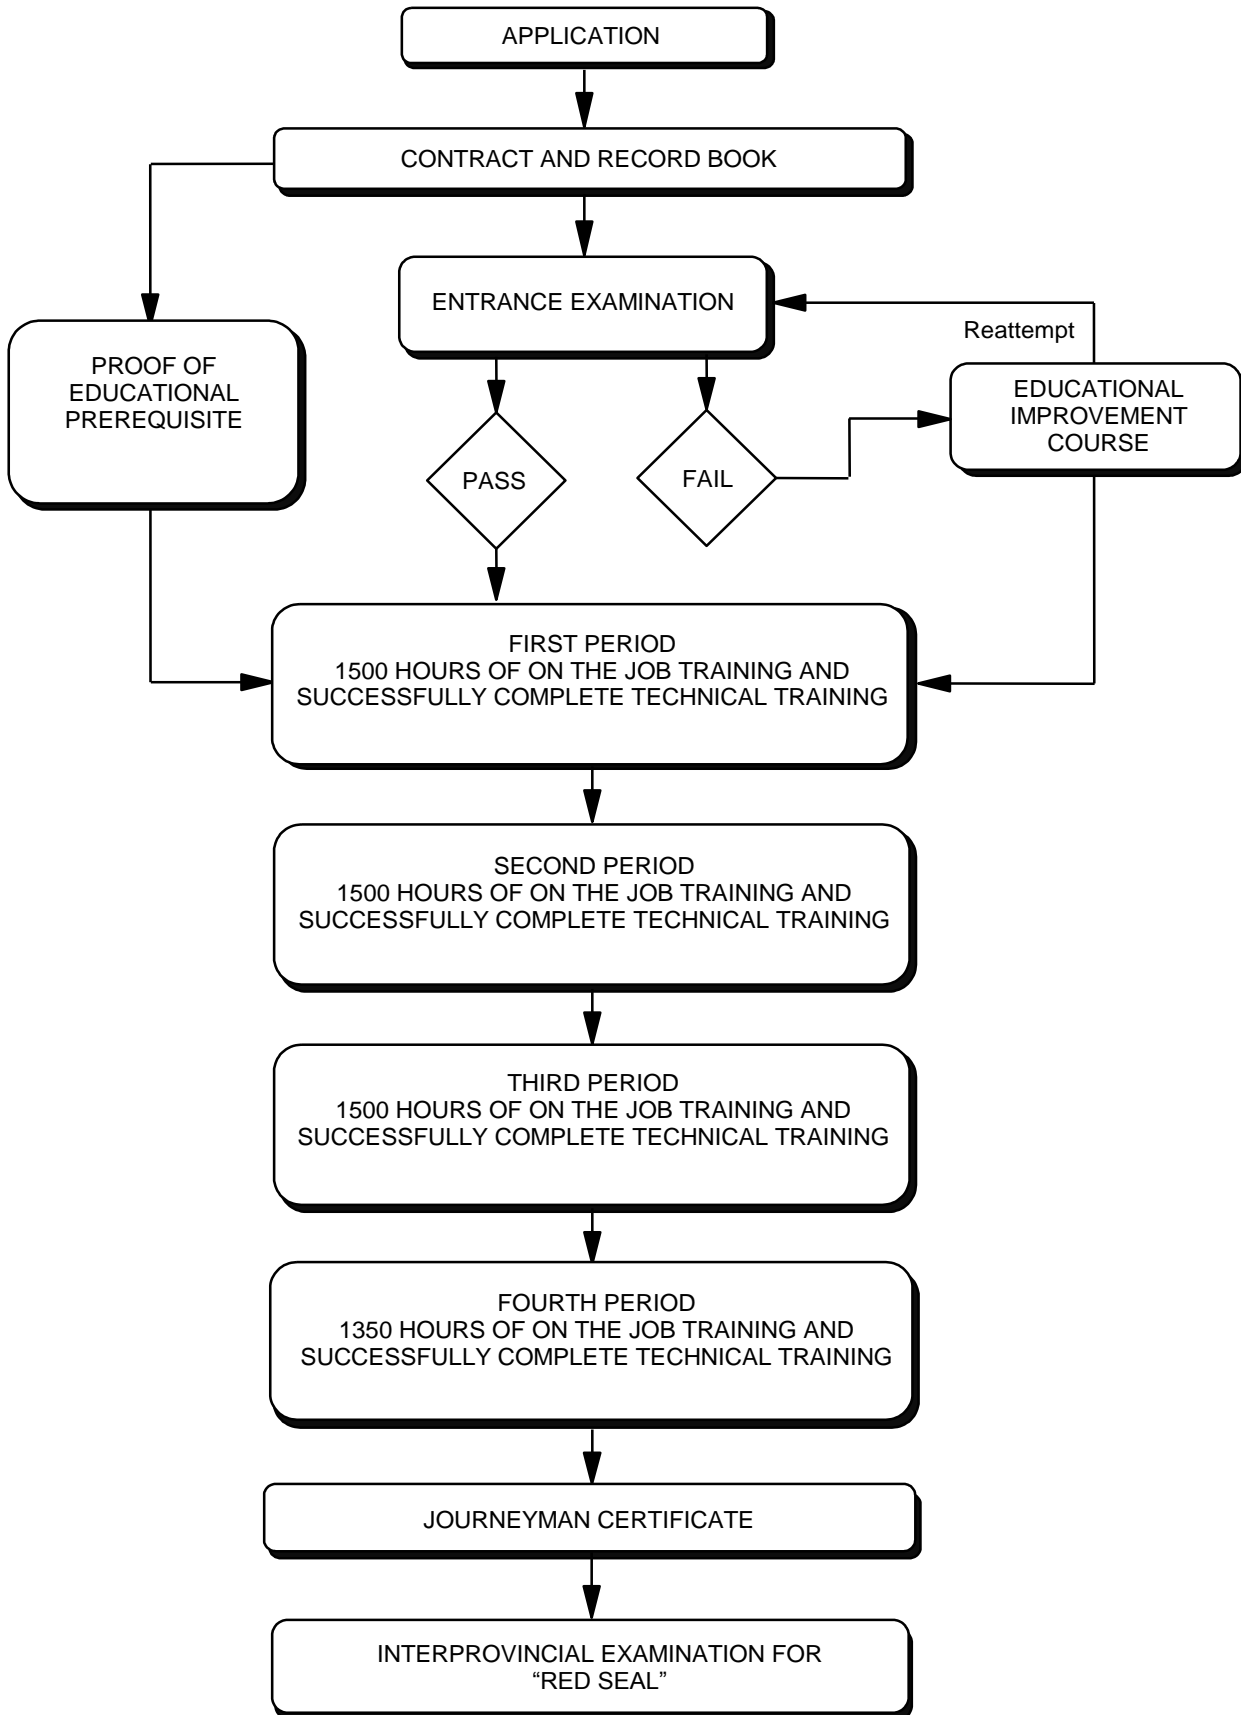 APPLICATION
CONTRACT AND RECORD BOOK
ENTRANCE EXAMINATION
Reattempt
PROOF OF
EDUCATIONAL
PREREQUISITE
EDUCATIONAL
IMPROVEMENT
COURSE
PASS
FAIL
FIRST PERIOD
1500 HOURS OF ON THE JOB TRAINING AND
SUCCESSFULLY COMPLETE TECHNICAL TRAINING
SECOND PERIOD
1500 HOURS OF ON THE JOB TRAINING AND
SUCCESSFULLY COMPLETE TECHNICAL TRAINING
THIRD PERIOD
1500 HOURS OF ON THE JOB TRAINING AND
SUCCESSFULLY COMPLETE TECHNICAL TRAINING
FOURTH PERIOD
1350 HOURS OF ON THE JOB TRAINING AND
SUCCESSFULLY COMPLETE TECHNICAL TRAINING
JOURNEYMAN CERTIFICATE
INTERPROVINCIAL EXAMINATION FOR
“RED SEAL”